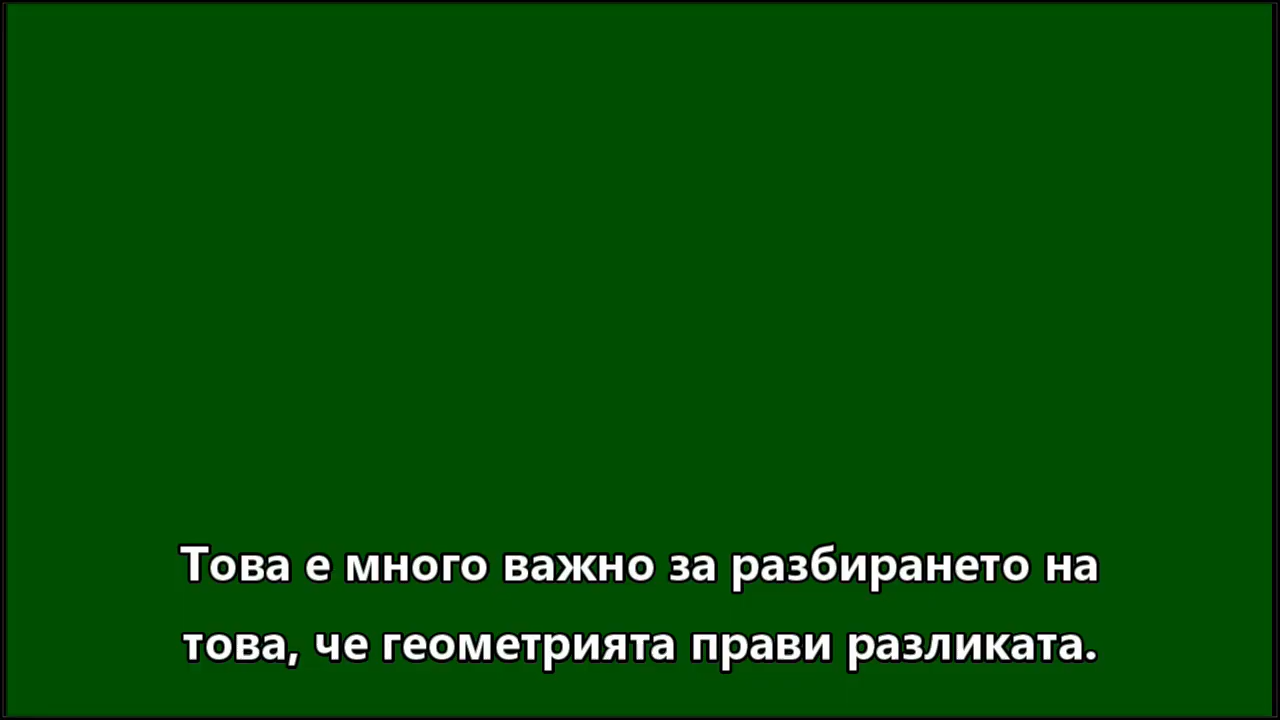 Това е много важно за разбирането на
това, че геометрията прави разликата.